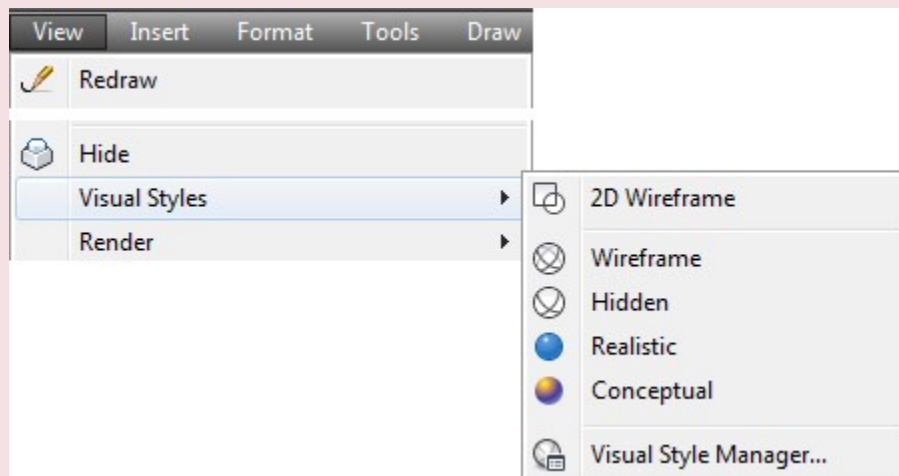 View Insert Format Tools Draw
Redraw
Hide
Visual Styles
Render
2D Wireframe
Wireframe
Hidden
Realistic
Conceptual
Visual Style Manager...